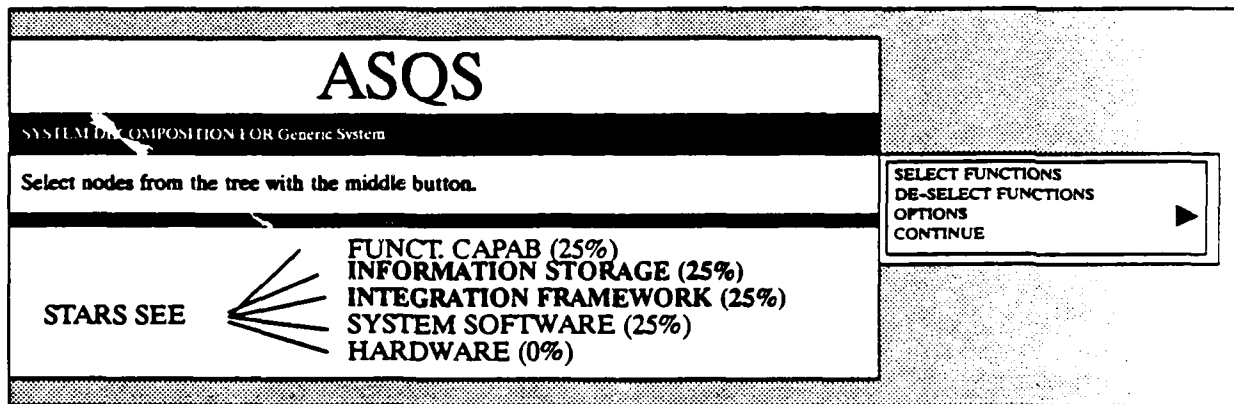 ASQS
SYSTEM DECOMPOSITION FOR Generic System
Select nodes from the tree with the middle button.
SELECT FUNCTIONS
DE-SELECT FUNCTIONS
OPTIONS
CONTINUE
STARS SEE
FUNCT. CAPAB (25%)
INFORMATION STORAGE (25%)
INTEGRATION FRAMEWORK (25%)
SYSTEM SOFTWARE (25%)
HARDWARE (0%)